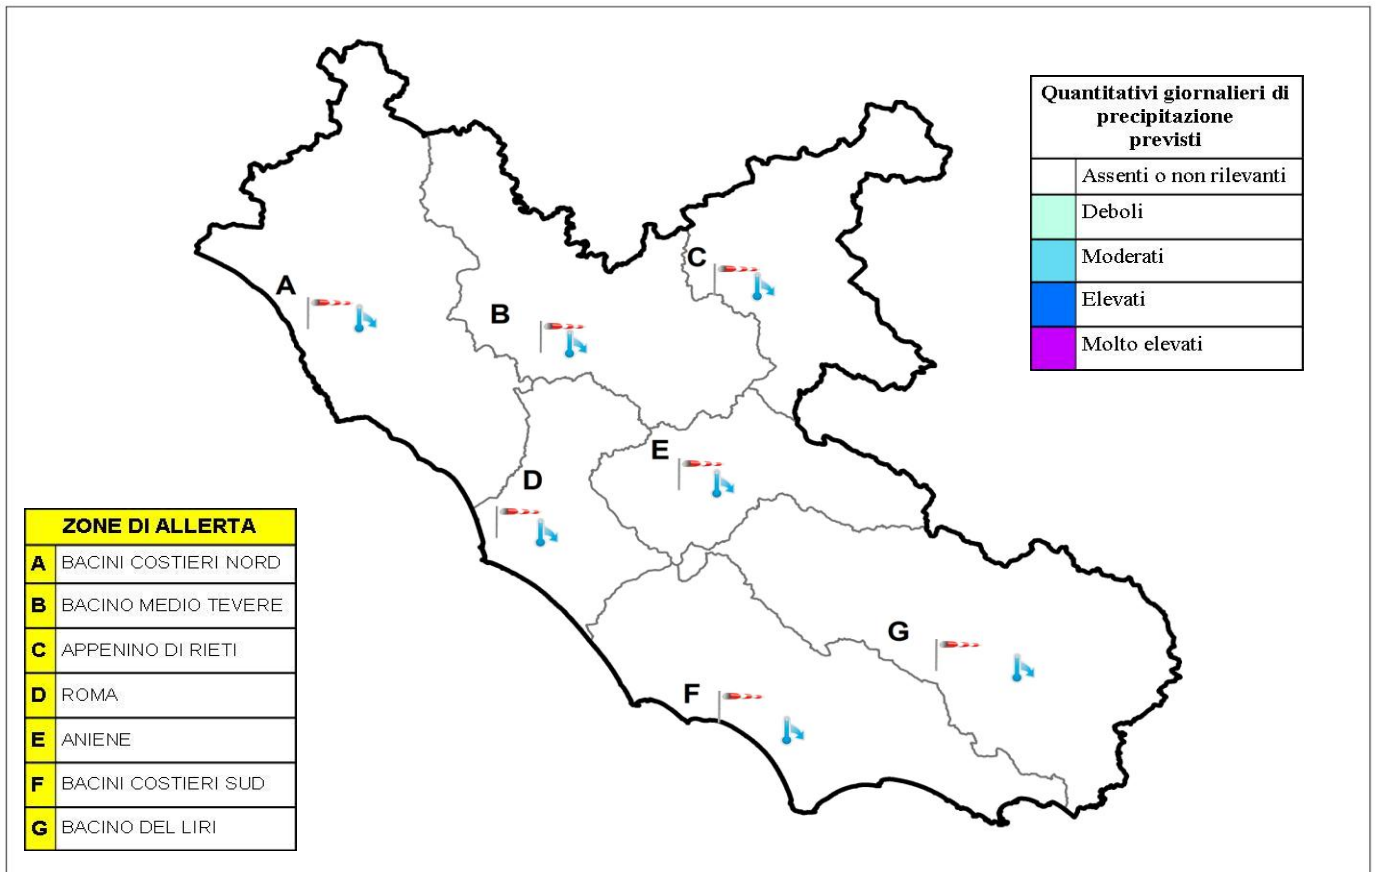 Quantitativi giornalieri di
precipitazione
previsti
Assenti o non rilevanti
Deboli
Moderati
Elevati
Molto elevati
A
B
C
D
E
F
G
ZONE DI ALLERTA
A BACINI COSTIERI NORD
B BACINO MEDIO TEVERE
C APPENINO DI RIETI
D ROMA
E ANIENE
F BACINI COSTIERI SUD
G BACINO DEL LIRI